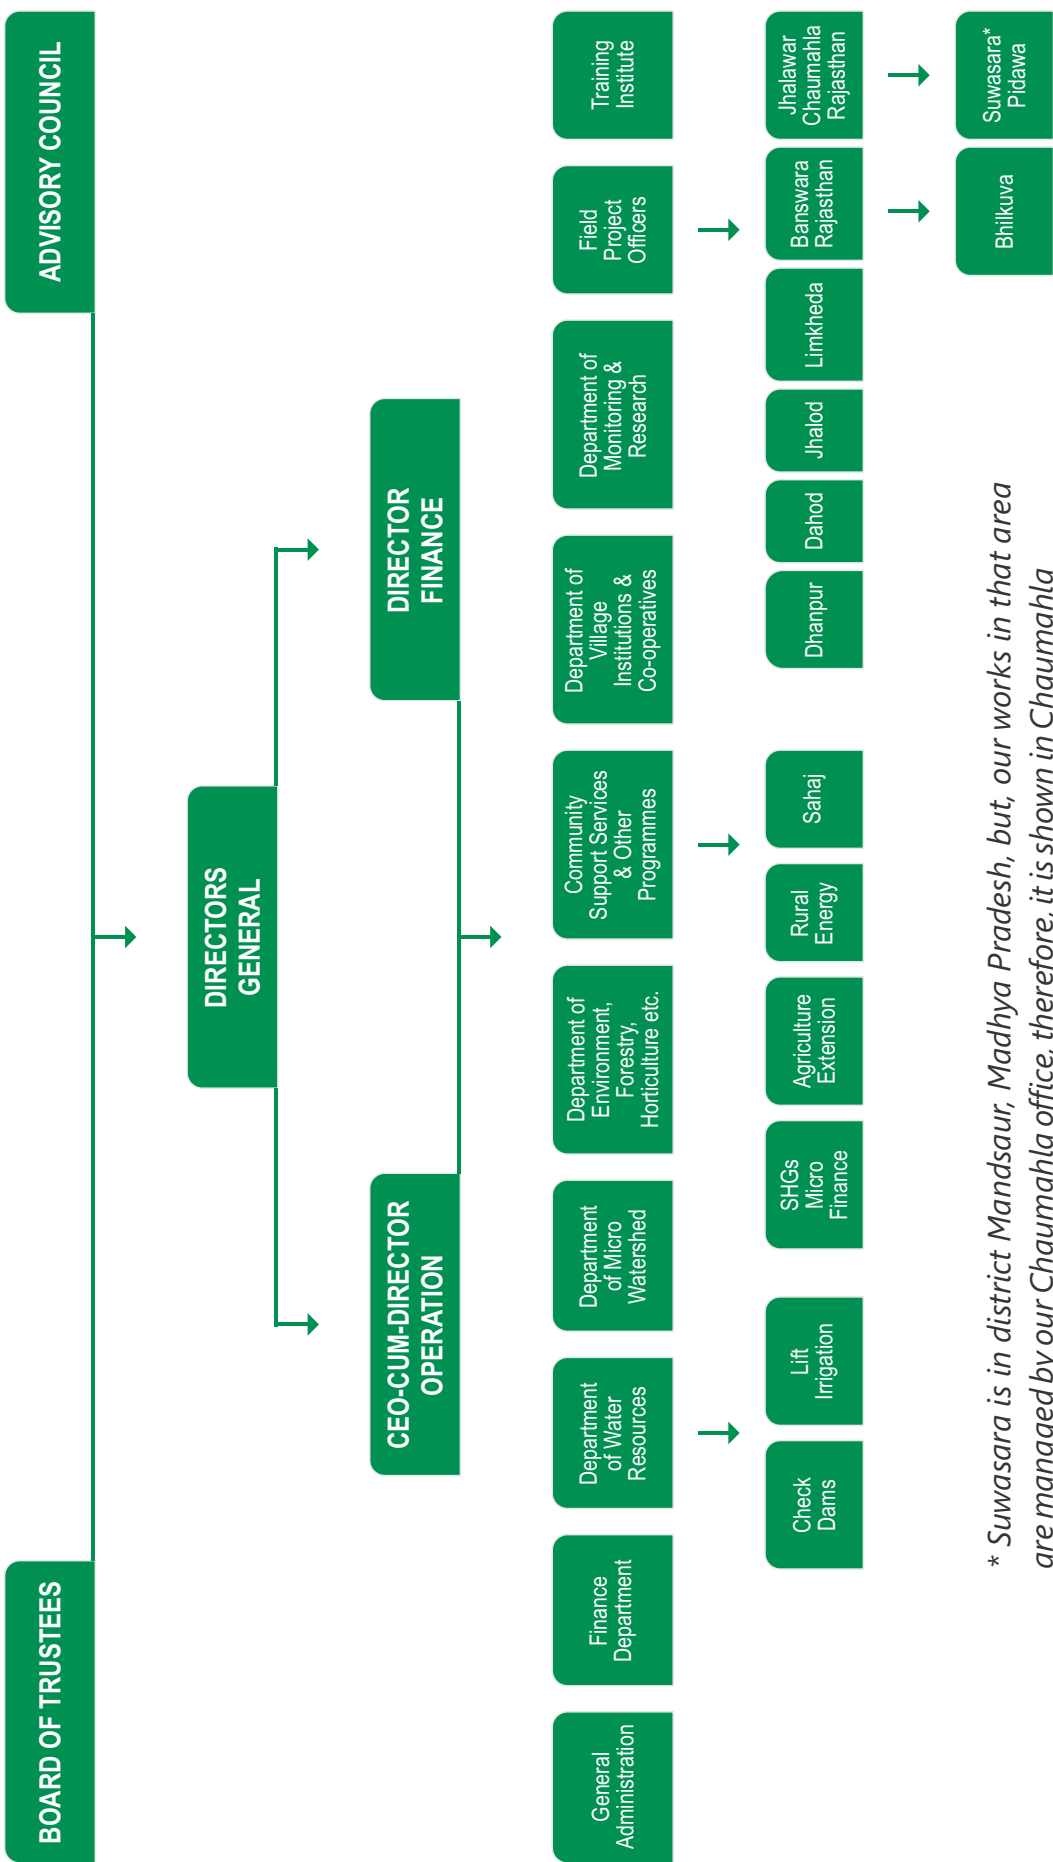 BOARD OF TRUSTEES
ADVISORY COUNCIL
DIRECTORS
GENERAL
CEO-CUM-DIRECTOR
OPERATION
DIRECTOR
FINANCE
General
Administration
Finance
Department
Department
of Water
Resources
Department
of Micro
Watershed
Department of
Environment,
Forestry,
Horticulture etc.
Community
Support Services
& Other
Programmes
Department of
Village
Institutions &
Co-operatives
Department of
Monitoring &
Research
Field
Project
Officers
Training
Institute
Check
Dams
Lift
Irrigation
SHGs
Micro
Finance
Agriculture
Extension
Rural
Energy
Sahaj
Dhanpur
Dahod
Jhalod
Limkheda
Banswara
Rajasthan
Jhalawar
Chaumahla
Rajasthan
Bhilkuva
Suwasara*
Pidawa
* Suwasara is in district Mandsaur, Madhya Pradesh, but, our works in that area
are managed by our Chaumahla office, therefore, it is shown in Chaumahla